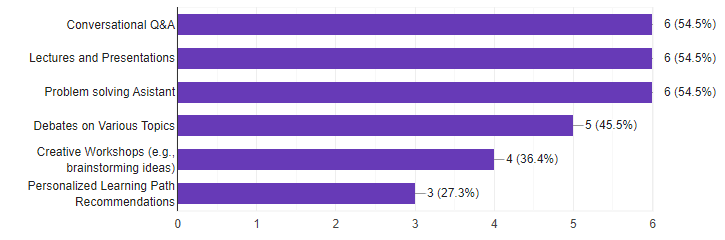 Conversational Q&A
6 (54.5%)
Lectures and Presentations
6 (54.5%)
Problem solving Asistant
6 (54.5%)
Debates on Various Topics
5 (45.5%)
Creative Workshops (e.g.,
brainstorming ideas)
4 (36.4%)
Personalized Learning Path
Recommendations
3 (27.3%)
0 1 2 3 4 5 6